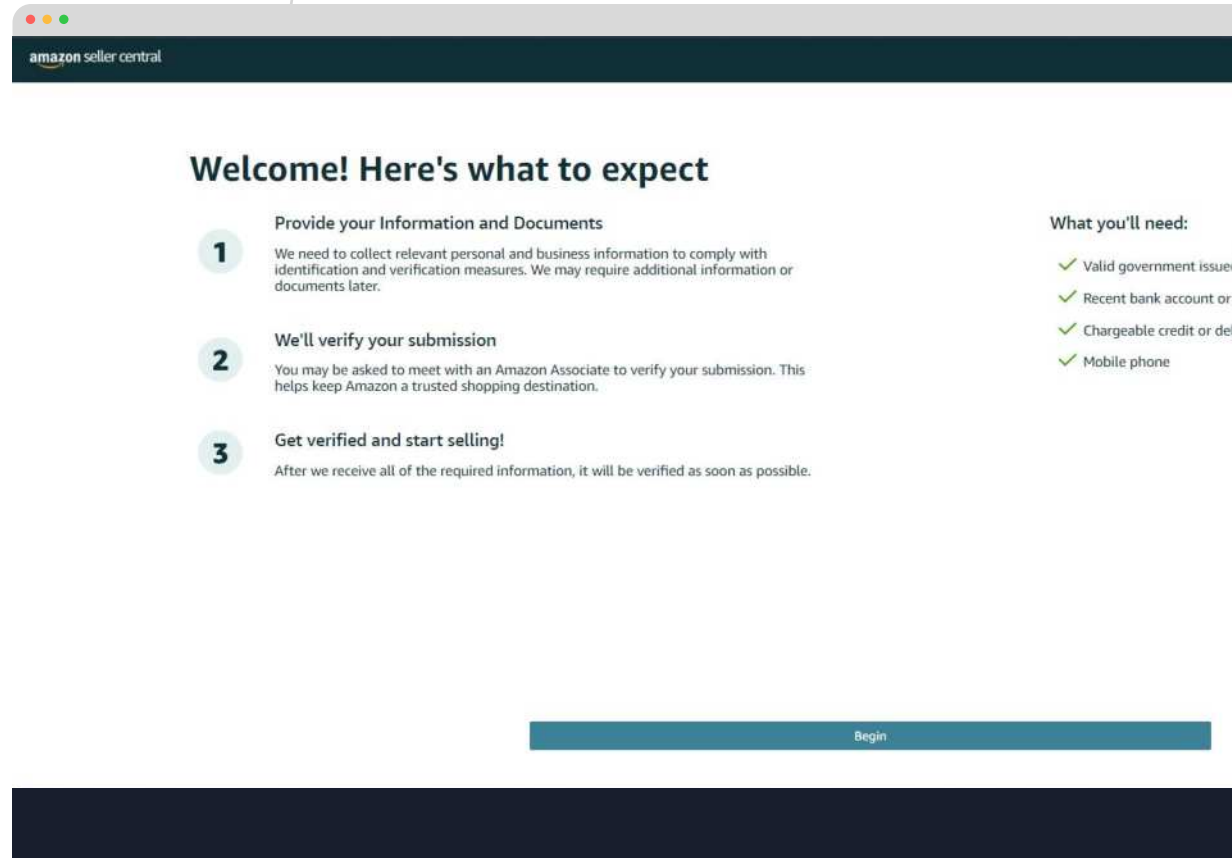 amazon seller central
Welcome! Here's what to expect
1
Provide your Information and Documents
We need to collect relevant personal and business information to comply with
identification and verification measures. We may require additional information or
documents later.
2
We'll verify your submission
You may be asked to meet with an Amazon Associate to verify your submission. This
helps keep Amazon a trusted shopping destination.
3
Get verified and start selling!
After we receive all of the required information, it will be verified as soon as possible.
What you'll need:
Valid government
Recent bank account or
Chargeable credit or
Mobile phone
Begin